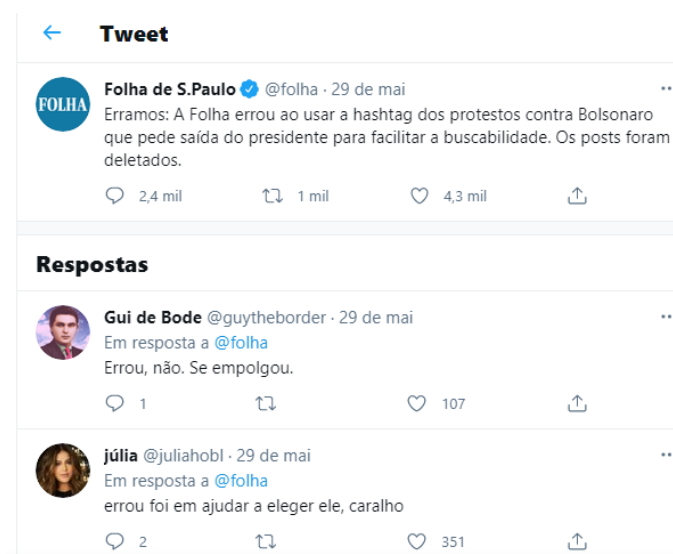 Tweet
FOLHA
Folha de S.Paulo @folha · 29 de mai
Erramos: A Folha errou ao usar a hashtag dos protestos contra Bolsonaro
que pede saída do presidente para facilitar a buscabilidade. Os posts foram
deletados.
2,4 mil 1 mil 4,3 mil
Respostas
Gui de Bode @guytheborder · 29 de mai
Em resposta a @folha
Errou, não. Se empolgou.
1 107
júlia @juliahobl · 29 de mai
Em resposta a @folha
errou foi em ajudar a eleger ele, caralho
2 351